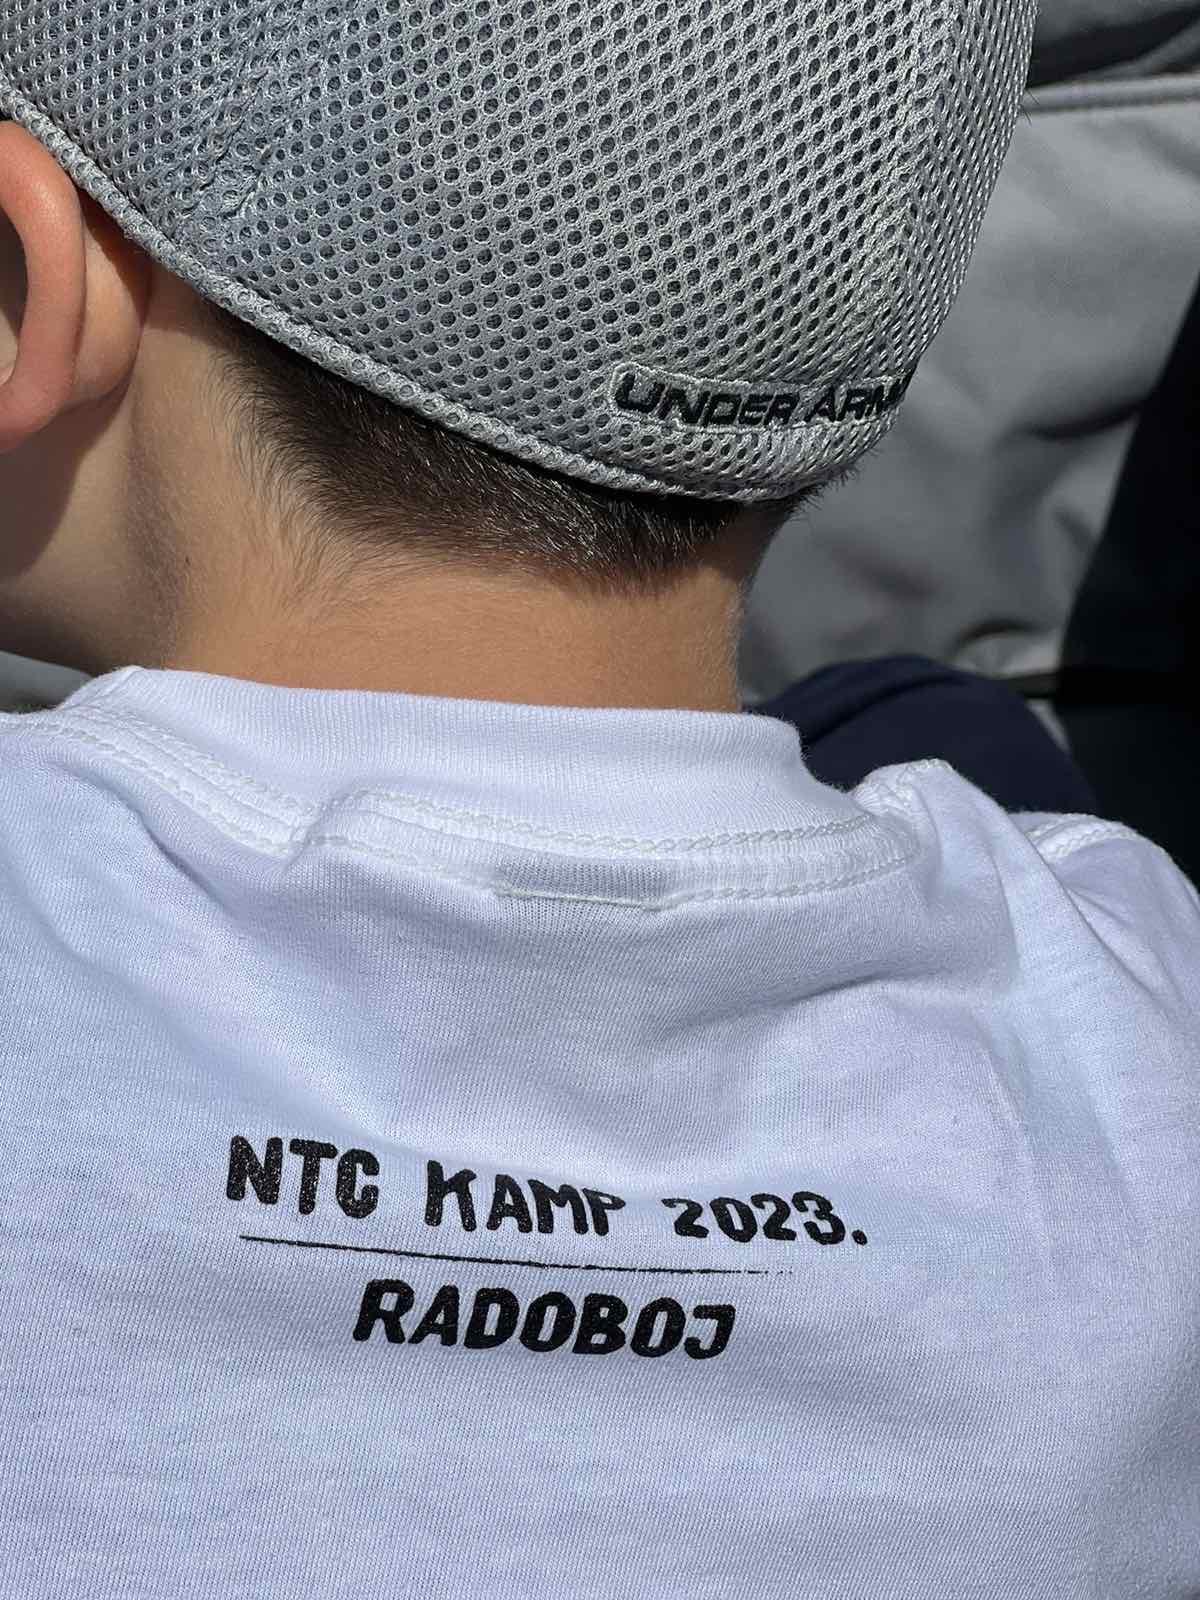 UNDER ARM
NTC KAMP 2023.
RADOBOJ